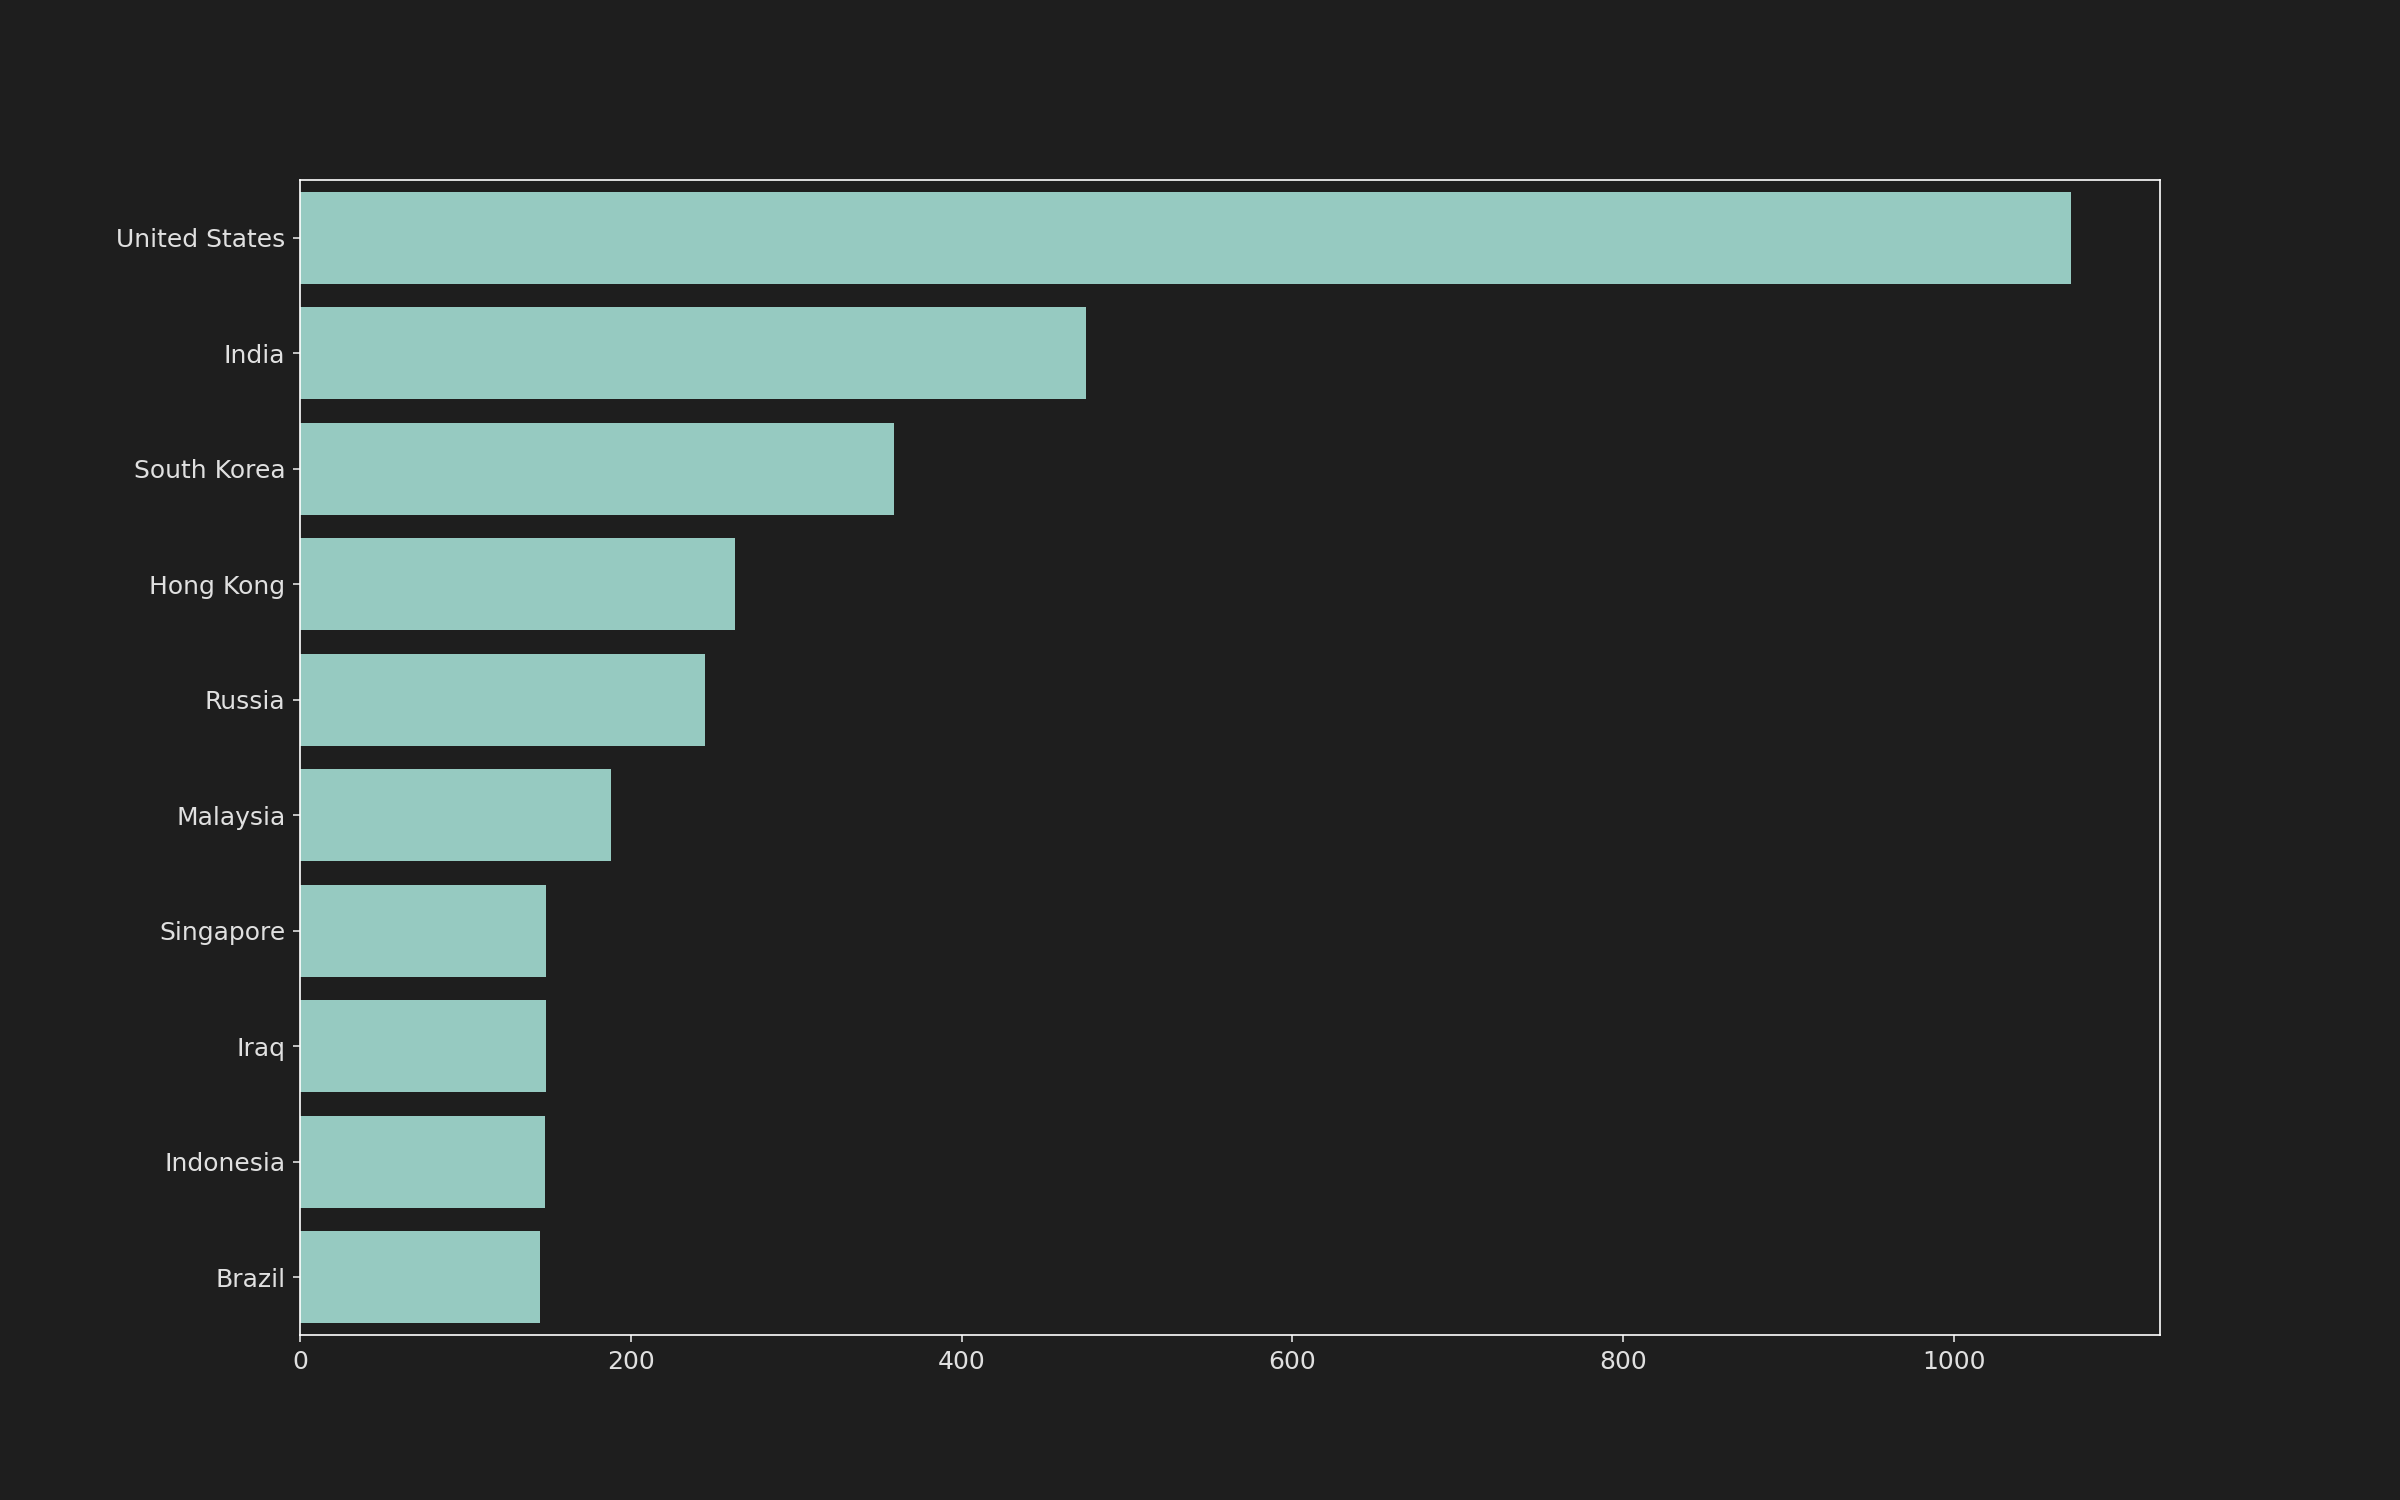 United States
India
South Korea
Hong Kong
Russia
Malaysia
Singapore
Iraq
Indonesia
Brazil
0 200 400 600 800 1000